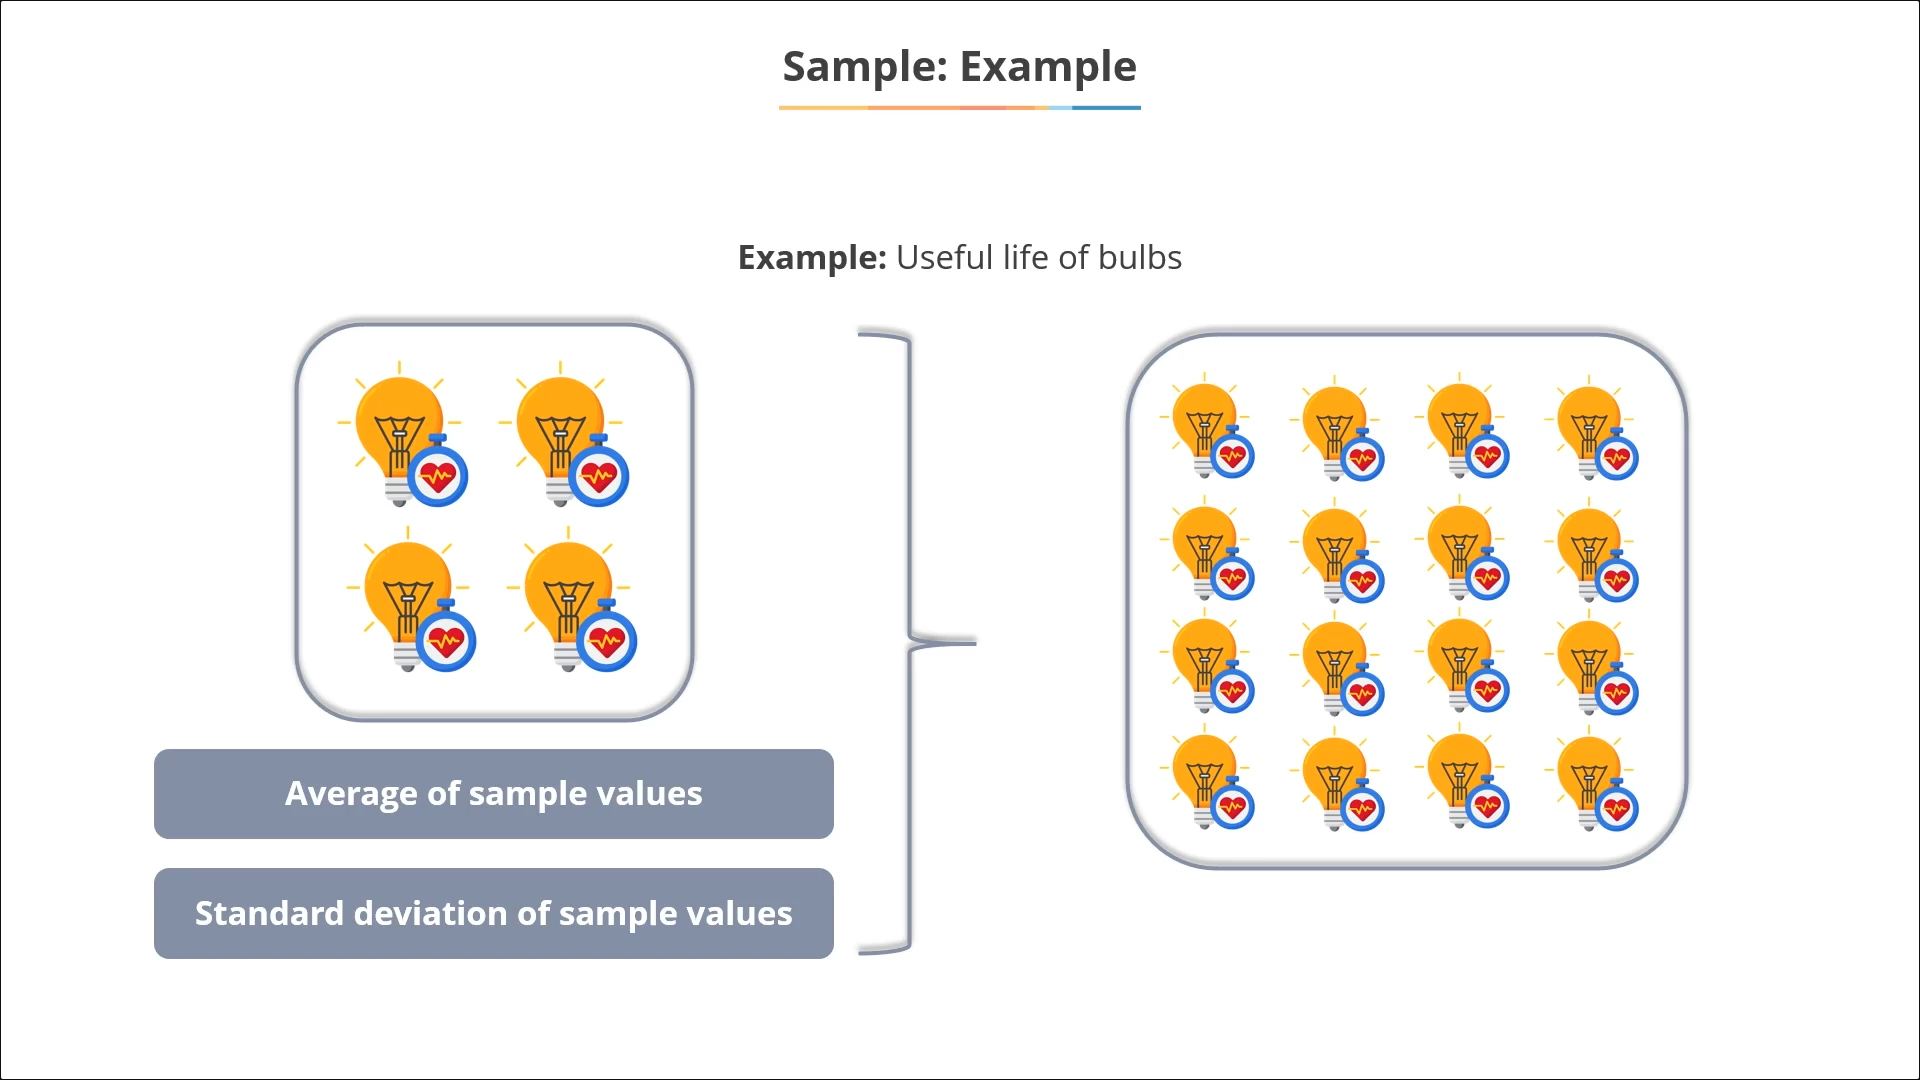 Sample: Example
Example: Useful life of bulbs
Average of sample values
Standard deviation of sample values